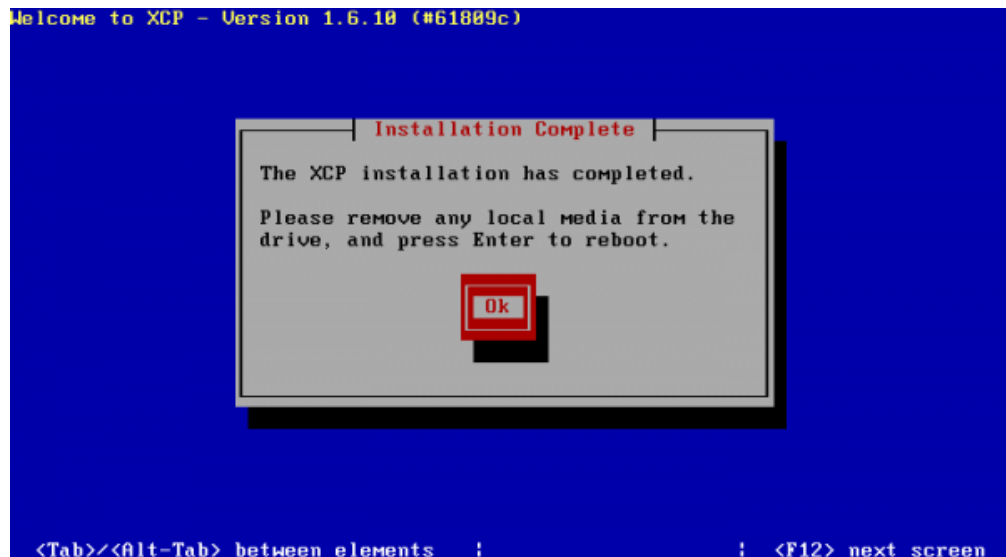 Welcome to XCP - Version 1.6.10 (#61809c)
Installation Complete
The XCP installation has completed.
Please remove any local media from the
drive, and press Enter to reboot.
Ok
<Tab>/<Alt-Tab> between elements | | <F12> next screen